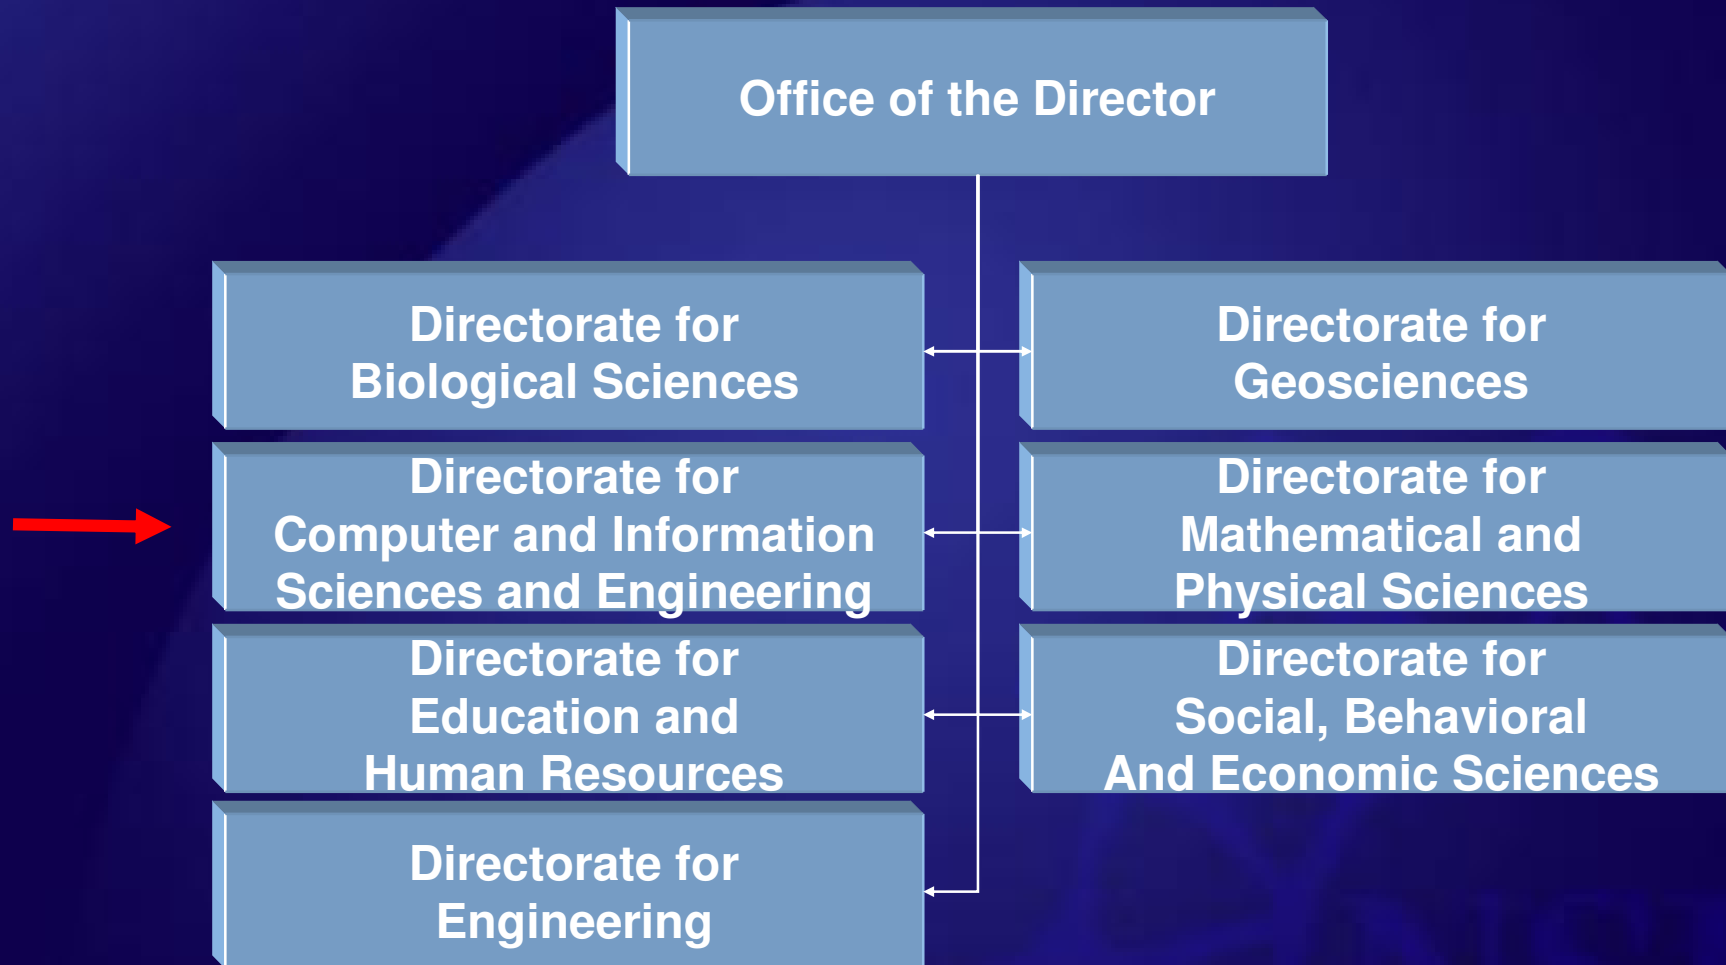 Office of the Director
Directorate for
Biological Sciences
Directorate for
Geosciences
Directorate for
Computer and Information
Sciences and Engineering
Directorate for
Mathematical and
Physical Sciences
Directorate for
Education and
Human Resources
Directorate for
Social, Behavioral
And Economic Sciences
Directorate for
Engineering